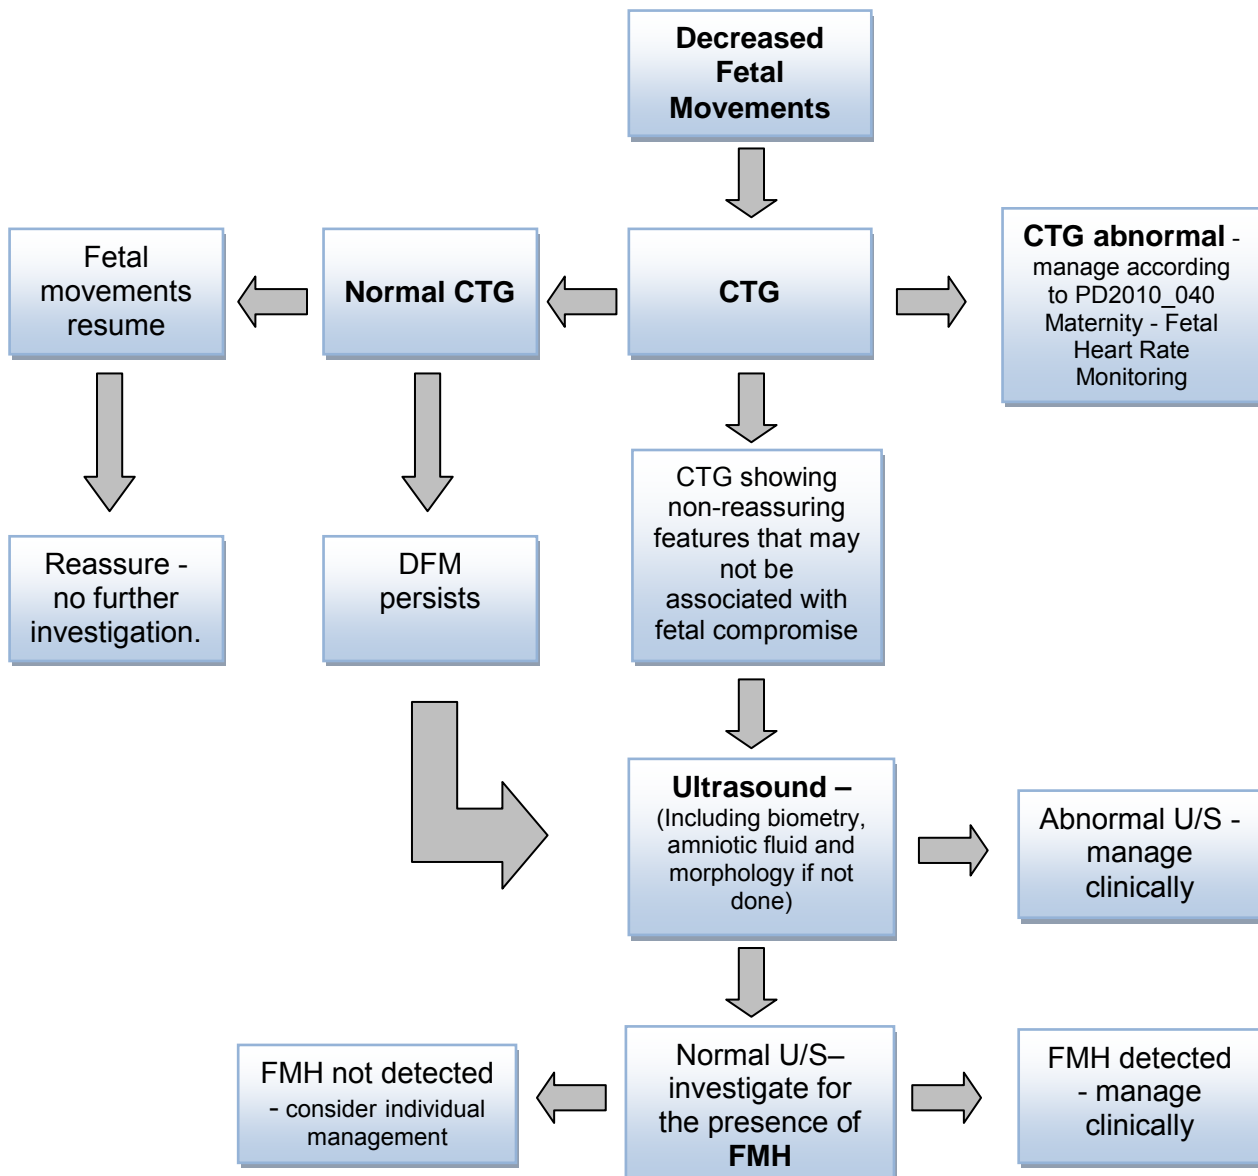 Decreased
Fetal
Movements
Fetal
movements
resume
Normal CTG
CTG
CTG abnormal -
manage according
to PD2010_040
Maternity - Fetal
Heart Rate
Monitoring
Reassure -
no further
investigation.
DFM
persists
CTG showing
non-reassuring
features that may
not be
associated with
fetal compromise
Ultrasound –
(Including biometry,
amniotic fluid and
morphology if not
done)
Abnormal U/S -
manage
clinically
FMH not detected
- consider individual
management
Normal U/S–
investigate for
the presence of
FMH
FMH detected
- manage
clinically